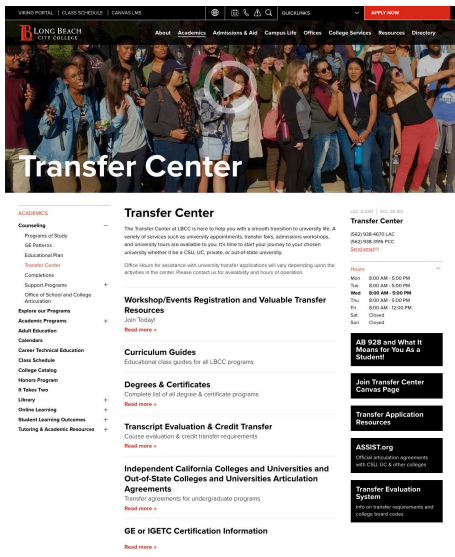 VIKING PORTAL | CLASS SCHEDULE | CANVAS LMS
QUICKLINKS
APPLY NOW
LONG BEACH
CITY COLLEGE
About Academics Admissions & Aid Campus Life Offices College Services Resources Directory
Transfer Center
ACADEMICS
Counseling
Programs of Study
GE Patterns
Educational Plan
Transfer Center
Completions
Support Programs
Office of School and College
Articulation
Explore our Programs
Academic Programs
Adult Education
Calendars
Career Technical Education
Class Schedule
College Catalog
Honors Program
It Takes Two
Library
Online Learning
Student Learning Outcomes
Tutoring & Academic Resources
Transfer Center
The Transfer Center at LBCC is here to help you with a smooth transition to university life. A
variety of services such as university appointments, transfer fairs, admissions workshops,
and university tours are available to you. It's time to start your journey to your chosen
university whether it be a CSU, UC, private, or out-of-state university.
Office Hours for assistance with university transfer applications will vary depending upon the
activities in the center. Please contact us for availability and hours of operation.
Workshop/Events Registration and Valuable Transfer
Resources
Join Today!
Read more »
Curriculum Guides
Educational class guides for all LBCC programs
Degrees & Certificates
Complete list of all degree & certificate programs
Read more »
Transcript Evaluation & Credit Transfer
Course evaluation & credit transfer requirements
Read more »
Independent California Colleges and Universities and
Out-of-State Colleges and Universities Articulation
Agreements
Transfer agreements for undergraduate programs
Read more »
GE or IGETC Certification Information
Read more »
Transfer Center
(562) 938-4670 LAC
(562) 938-3916 PCC
Send email
Hours
Mon 8:00 AM - 5:00 PM
Tue 8:00 AM - 5:00 PM
Wed 8:00 AM - 5:00 PM
Thu 8:00 AM - 5:00 PM
Fri 8:00 AM - 12:00 PM
Sat Closed
Sun Closed
AB 928 and What It
Means for You As a
Student!
Join Transfer Center
Canvas Page
Transfer Application
Resources
ASSIST.org
Official articulation agreements
with CSU, UC & other colleges
Transfer Evaluation
System
Info on transfer requirements and
college board codes